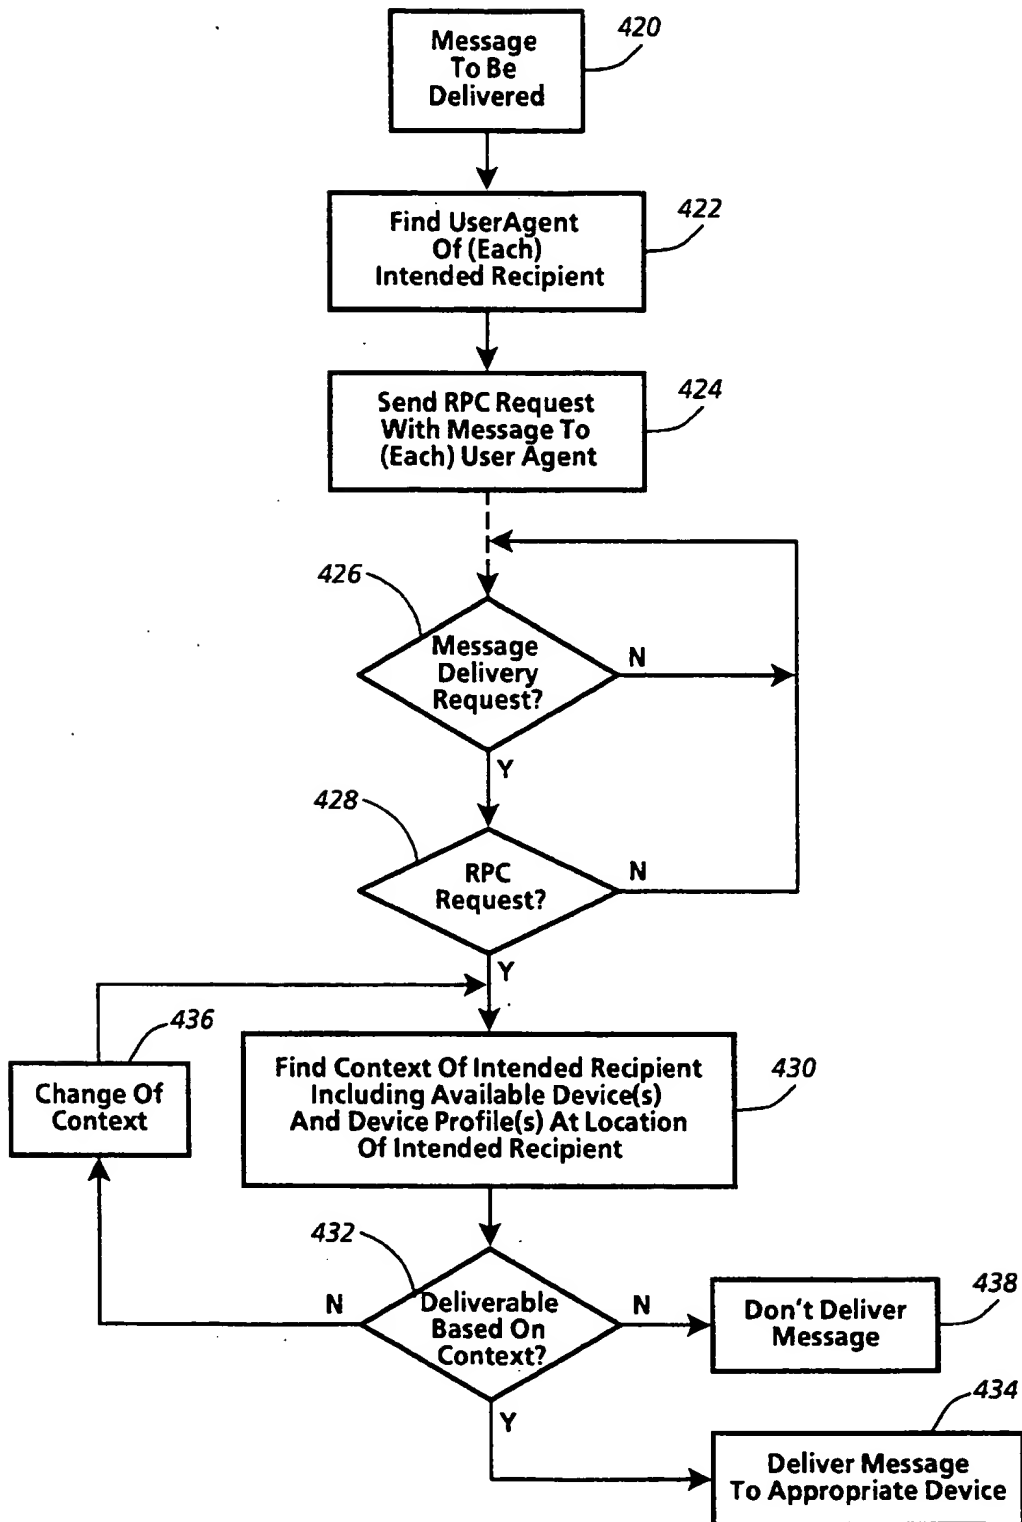 Message
To Be
Delivered
420
Find UserAgent
Of (Each)
Intended Recipient
422
Send RPC Request
With Message To
(Each) User Agent
424
426
Message
Delivery
Request?
N
Y
428
RPC
Request?
N
Y
436
Change Of
Context
Find Context Of Intended Recipient
Including Available Device(s)
And Device Profile(s) At Location
Of Intended Recipient
430
432
N
Deliverable
Based On
Context?
N
Y
Don't Deliver
Message
438
434
Deliver Message
To Appropriate Device